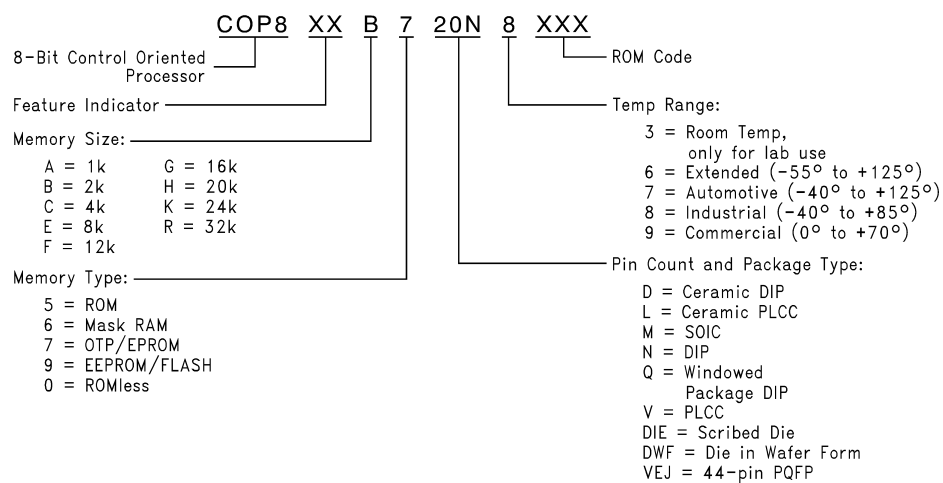 COP8 XX B 7 20N 8 XXX
8-Bit Control Oriented
Processor
Feature Indicator
Memory Size:
A = 1k G = 16k
B = 2k H = 20k
C = 4k K = 24k
E = 8k R = 32k
F = 12k
Memory Type:
5 = ROM
6 = Mask RAM
7 = OTP/EPROM
9 = EEPROM/FLASH
0 = ROMless
ROM Code
Temp Range:
3 = Room Temp,
only for lab use
6 = Extended (-55° to +125°)
7 = Automotive (-40° to +125°)
8 = Industrial (-40° to +85°)
9 = Commercial (0° to +70°)
Pin Count and Package Type:
D = Ceramic DIP
L = Ceramic PLCC
M = SOIC
N = DIP
Q = Windowed
Package DIP
V = PLCC
DIE = Scribed Die
DWF = Die in Wafer Form
VEJ = 44-pin PQFP